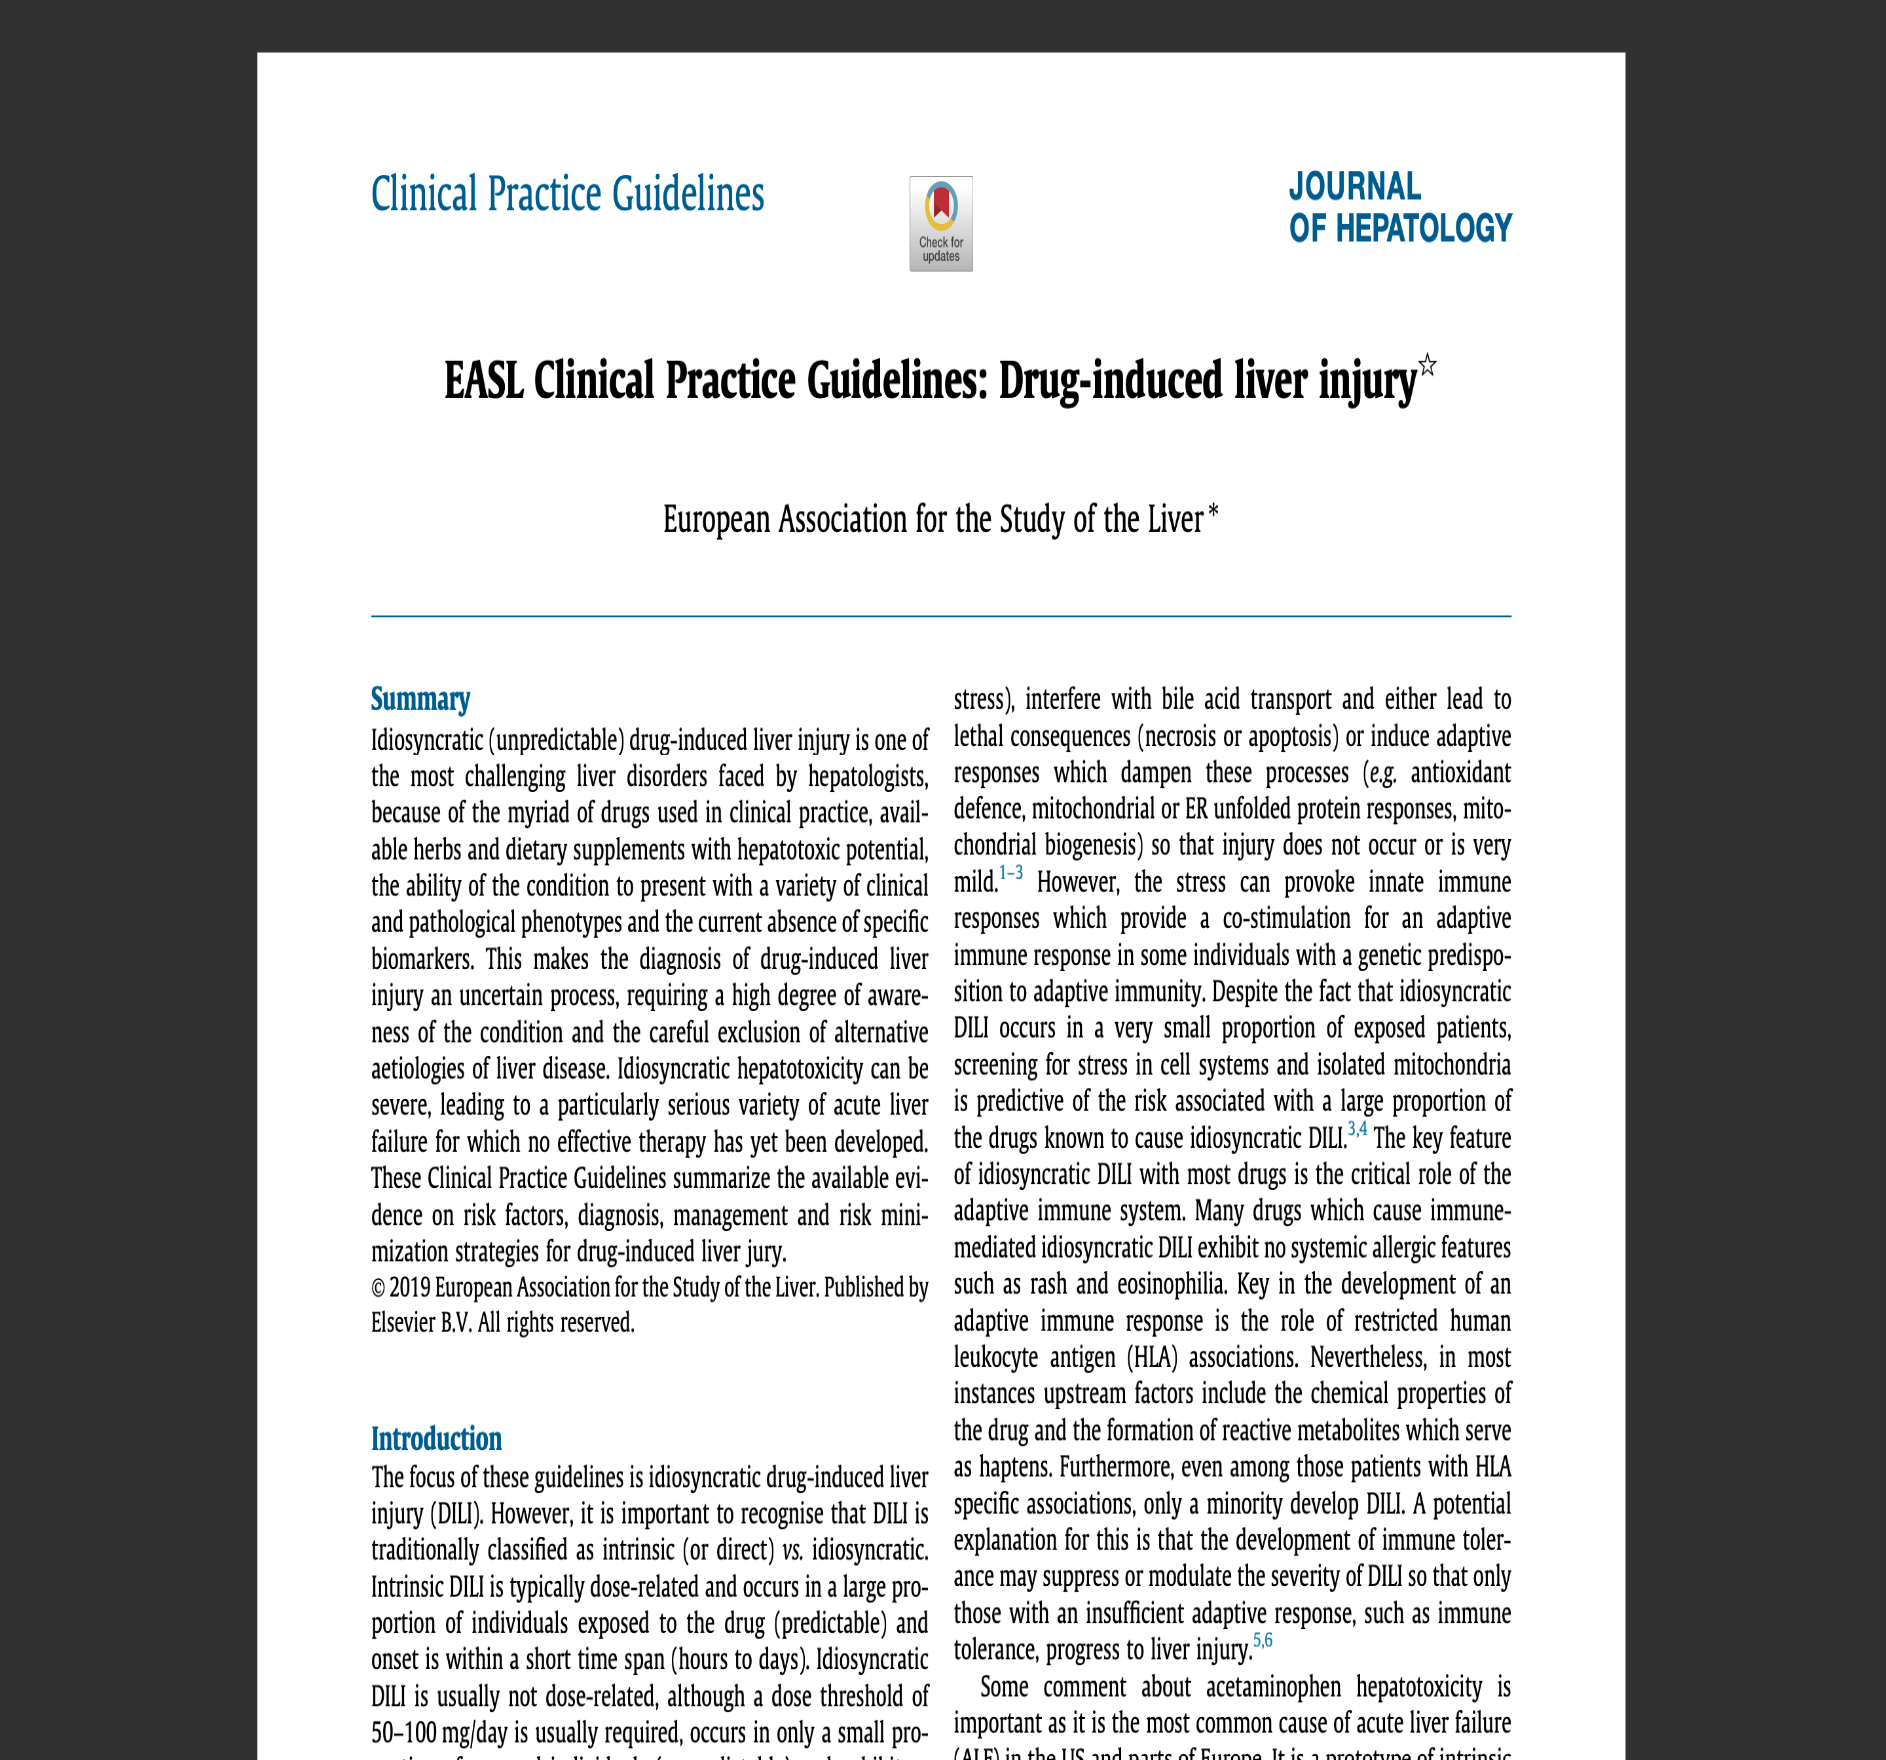 Clinical Practice Guidelines
Check for
updates
JOURNAL
OF HEPATOLOGY
EASL Clinical Practice Guidelines: Drug-induced liver injury☆
European Association for the Study of the Liver*
Summary
Idiosyncratic (unpredictable) drug-induced liver injury is one of
the most challenging liver disorders faced by hepatologists,
because of the myriad of drugs used in clinical practice, avail-
able herbs and dietary supplements with hepatotoxic potential,
the ability of the condition to present with a variety of clinical
and pathological phenotypes and the current absence of specific
biomarkers. This makes the diagnosis of drug-induced liver
injury an uncertain process, requiring a high degree of aware-
ness of the condition and the careful exclusion of alternative
aetiologies of liver disease. Idiosyncratic hepatotoxicity can be
severe, leading to a particularly serious variety of acute liver
failure for which no effective therapy has yet been developed.
These Clinical Practice Guidelines summarize the available evi-
dence on risk factors, diagnosis, management and risk mini-
mization strategies for drug-induced liver jury.
© 2019 European Association for the Study of the Liver. Published by
Elsevier B.V. All rights reserved.
Introduction
The focus of these guidelines is idiosyncratic drug-induced liver
injury (DILI). However, it is important to recognise that DILI is
traditionally classified as intrinsic (or direct) vs. idiosyncratic.
Intrinsic DILI is typically dose-related and occurs in a large pro-
portion of individuals exposed to the drug (predictable) and
onset is within a short time span (hours to days). Idiosyncratic
DILI is usually not dose-related, although a dose threshold of
50–100 mg/day is usually required, occurs in only a small pro-
stress), interfere with bile acid transport and either lead to
lethal consequences (necrosis or apoptosis) or induce adaptive
responses which dampen these processes (e.g. antioxidant
defence, mitochondrial or ER unfolded protein responses, mito-
chondrial biogenesis) so that injury does not occur or is very
mild.1–3 However, the stress can provoke innate immune
responses which provide a co-stimulation for an adaptive
immune response in some individuals with a genetic predispo-
sition to adaptive immunity. Despite the fact that idiosyncratic
DILI occurs in a very small proportion of exposed patients,
screening for stress in cell systems and isolated mitochondria
is predictive of the risk associated with a large proportion of
the drugs known to cause idiosyncratic DILI.3,4 The key feature
of idiosyncratic DILI with most drugs is the critical role of the
adaptive immune system. Many drugs which cause immune-
mediated idiosyncratic DILI exhibit no systemic allergic features
such as rash and eosinophilia. Key in the development of an
adaptive immune response is the role of restricted human
leukocyte antigen (HLA) associations. Nevertheless, in most
instances upstream factors include the chemical properties of
the drug and the formation of reactive metabolites which serve
as haptens. Furthermore, even among those patients with HLA
specific associations, only a minority develop DILI. A potential
explanation for this is that the development of immune toler-
ance may suppress or modulate the severity of DILI so that only
those with an insufficient adaptive response, such as immune
tolerance, progress to liver injury.5,6
Some comment about acetaminophen hepatotoxicity is
important as it is the most common cause of acute liver failure
(ALF) in the US and parts of Europe. It is a prototype of intrinsic